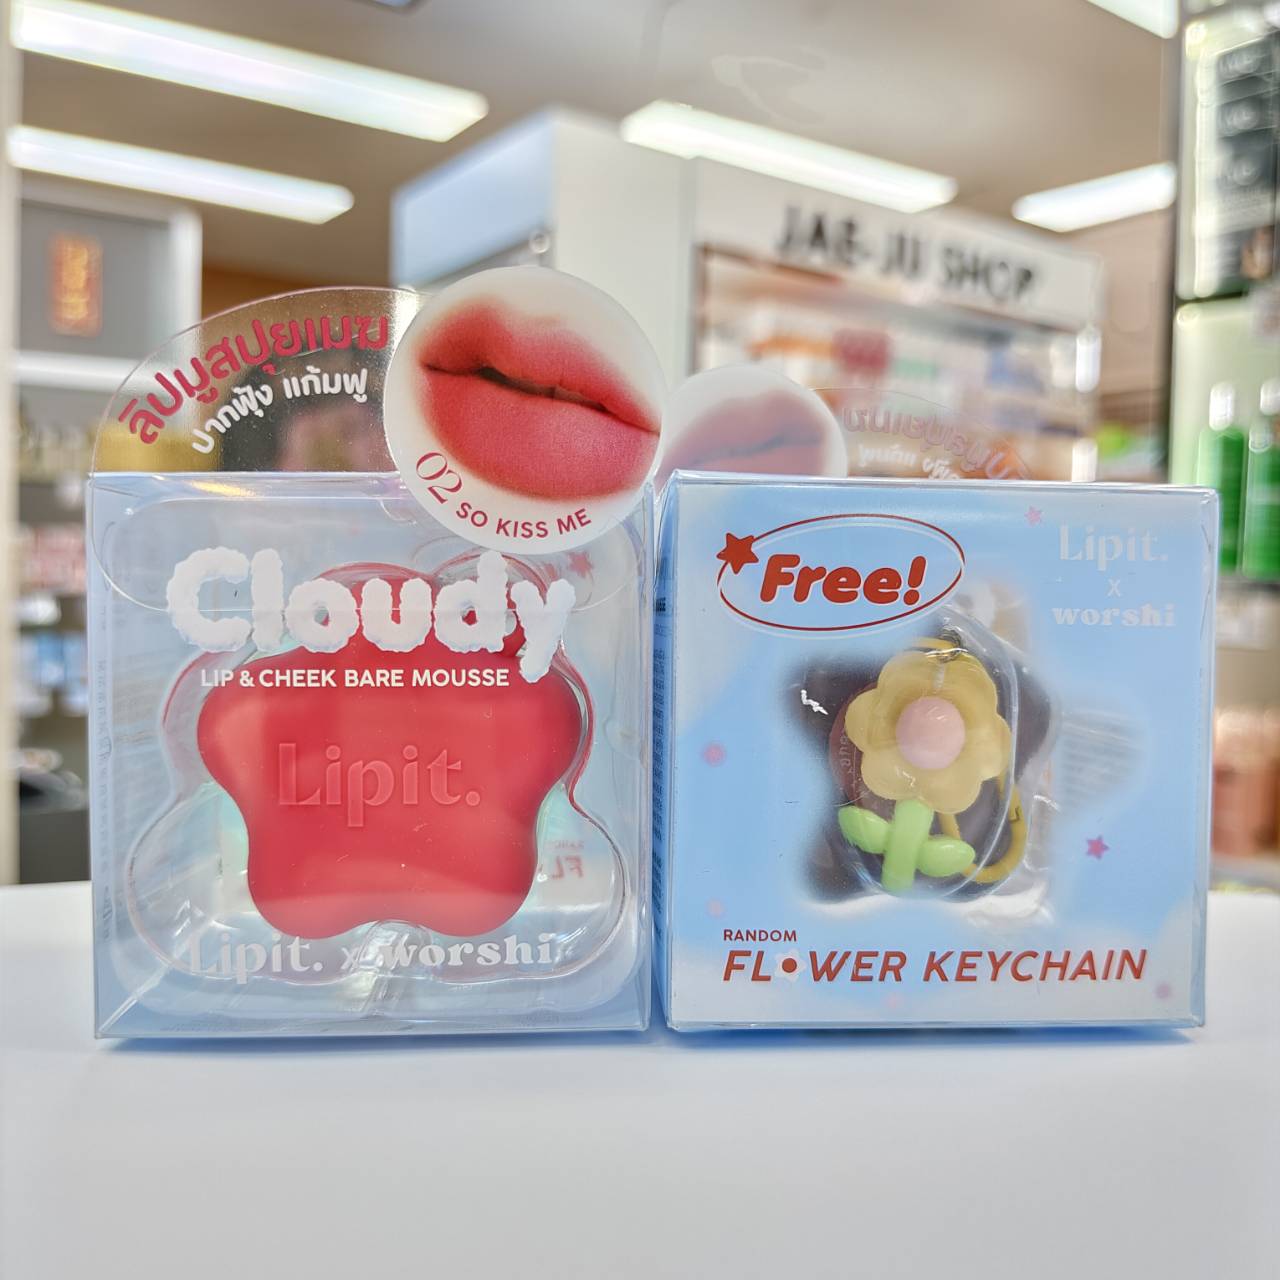 JAE-JU SHOP
ลิปมูสปุยเมฆ
ปากฟุ้ง แก้มฟู
02 SO KISS ME
Cloudy
LIP & CHEEK BARE MOUSSE
Lipit.
Lipit. x worshi
Free!
Lipit.
x
worshi
RANDOM
FLOWER KEYCHAIN